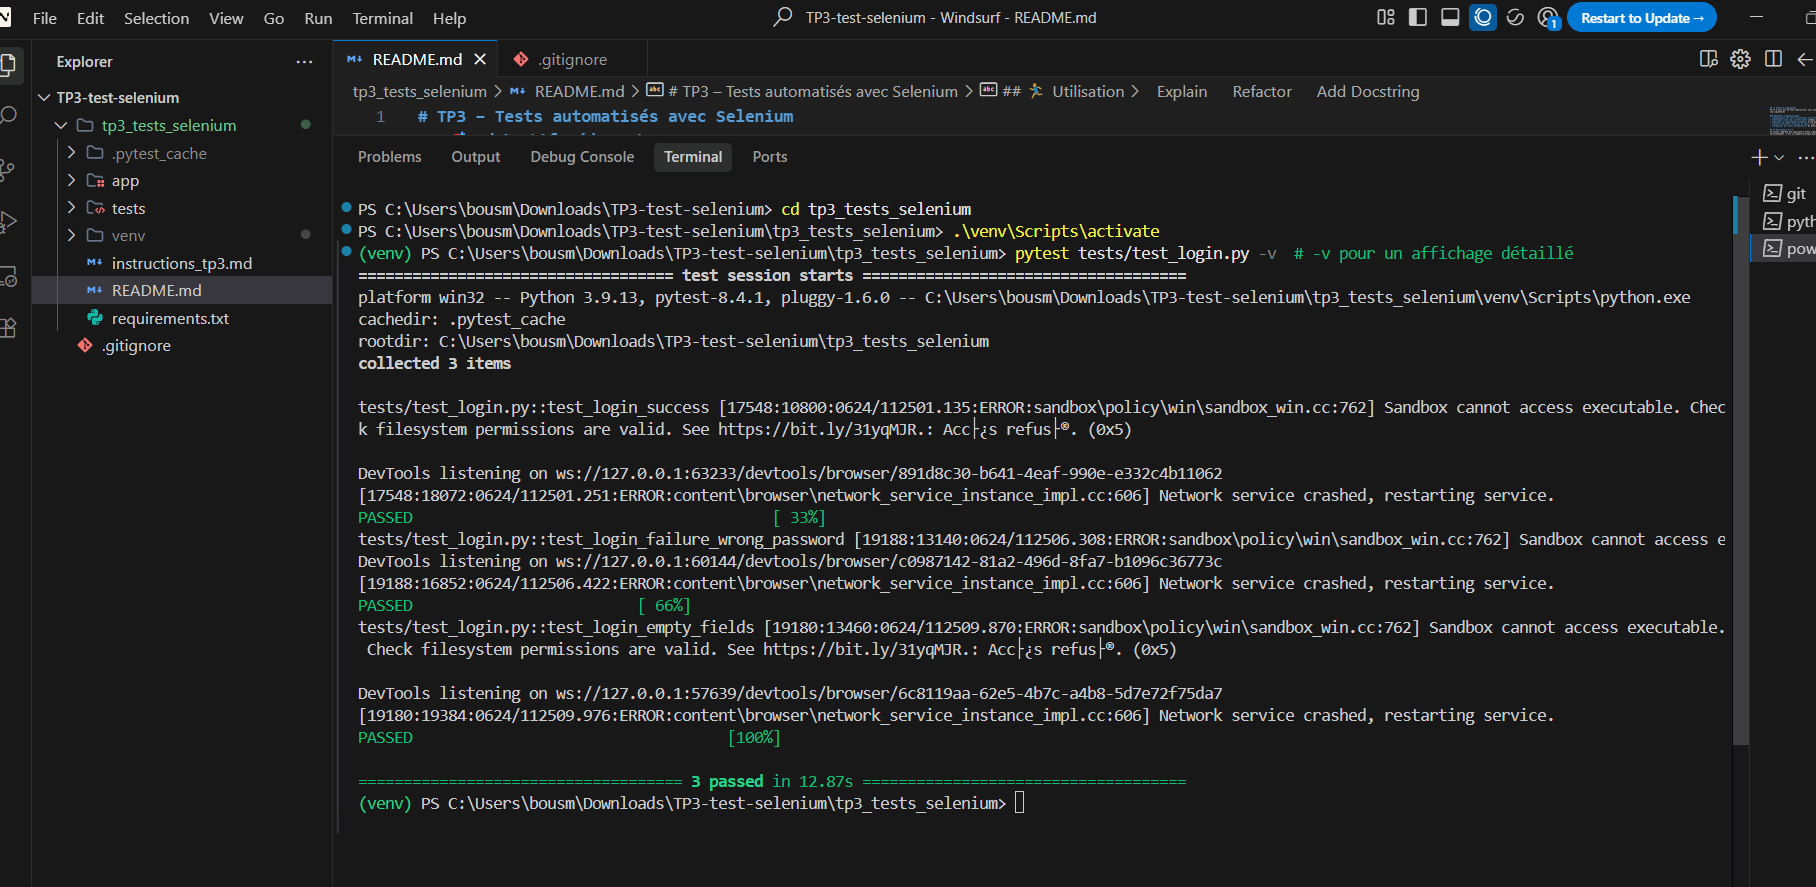 File Edit Selection View Go Run Terminal Help
TP3-test-selenium - Windsurf - README.md
1
Restart to Update →
Explorer
TP3-test-selenium
tp3_tests_selenium
.pytest_cache
app
tests
venv
instructions_tp3.md
README.md
requirements.txt
.gitignore
README.md
.gitignore
tp3_tests_selenium > README.md > # TP3 – Tests automatisés avec Selenium > ## 🏃 Utilisation > Explain Refactor Add Docstring
1 # TP3 – Tests automatisés avec Selenium
Problems Output Debug Console Terminal Ports
PS C:\Users\bousm\Downloads\TP3-test-selenium> cd tp3_tests_selenium
PS C:\Users\bousm\Downloads\TP3-test-selenium\tp3_tests_selenium> .\venv\Scripts\activate
(venv) PS C:\Users\bousm\Downloads\TP3-test-selenium\tp3_tests_selenium> pytest tests/test_login.py -v # -v pour un affichage détaillé
=================================== test session starts ====================================
platform win32 -- Python 3.9.13, pytest-8.4.1, pluggy-1.6.0 -- C:\Users\bousm\Downloads\TP3-test-selenium\tp3_tests_selenium\venv\Scripts\python.exe
cachedir: .pytest_cache
rootdir: C:\Users\bousm\Downloads\TP3-test-selenium\tp3_tests_selenium
collected 3 items
tests/test_login.py::test_login_success [17548:10800:0624/112501.135:ERROR:sandbox\policy\win\sandbox_win.cc:762] Sandbox cannot access executable. Chec
k filesystem permissions are valid. See https://bit.ly/31yqMJR.: Acc├¿s refus├®. (0x5)
DevTools listening on ws://127.0.0.1:63233/devtools/browser/891d8c30-b641-4eaf-990e-e332c4b11062
[17548:18072:0624/112501.251:ERROR:content\browser\network_service_instance_impl.cc:606] Network service crashed, restarting service.
PASSED [ 33%]
tests/test_login.py::test_login_failure_wrong_password [19188:13140:0624/112506.308:ERROR:sandbox\policy\win\sandbox_win.cc:762] Sandbox cannot access e
DevTools listening on ws://127.0.0.1:60144/devtools/browser/c0987142-81a2-496d-8fa7-b1096c36773c
[19188:16852:0624/112506.422:ERROR:content\browser\network_service_instance_impl.cc:606] Network service crashed, restarting service.
PASSED [ 66%]
tests/test_login.py::test_login_empty_fields [19180:13460:0624/112509.870:ERROR:sandbox\policy\win\sandbox_win.cc:762] Sandbox cannot access executable.
Check filesystem permissions are valid. See https://bit.ly/31yqMJR.: Acc├¿s refus├®. (0x5)
DevTools listening on ws://127.0.0.1:57639/devtools/browser/6c8119aa-62e5-4b7c-a4b8-5d7e72f75da7
[19180:19384:0624/112509.976:ERROR:content\browser\network_service_instance_impl.cc:606] Network service crashed, restarting service.
PASSED [100%]
==================================== 3 passed in 12.87s ====================================
(venv) PS C:\Users\bousm\Downloads\TP3-test-selenium\tp3_tests_selenium>
git
pyth
pow